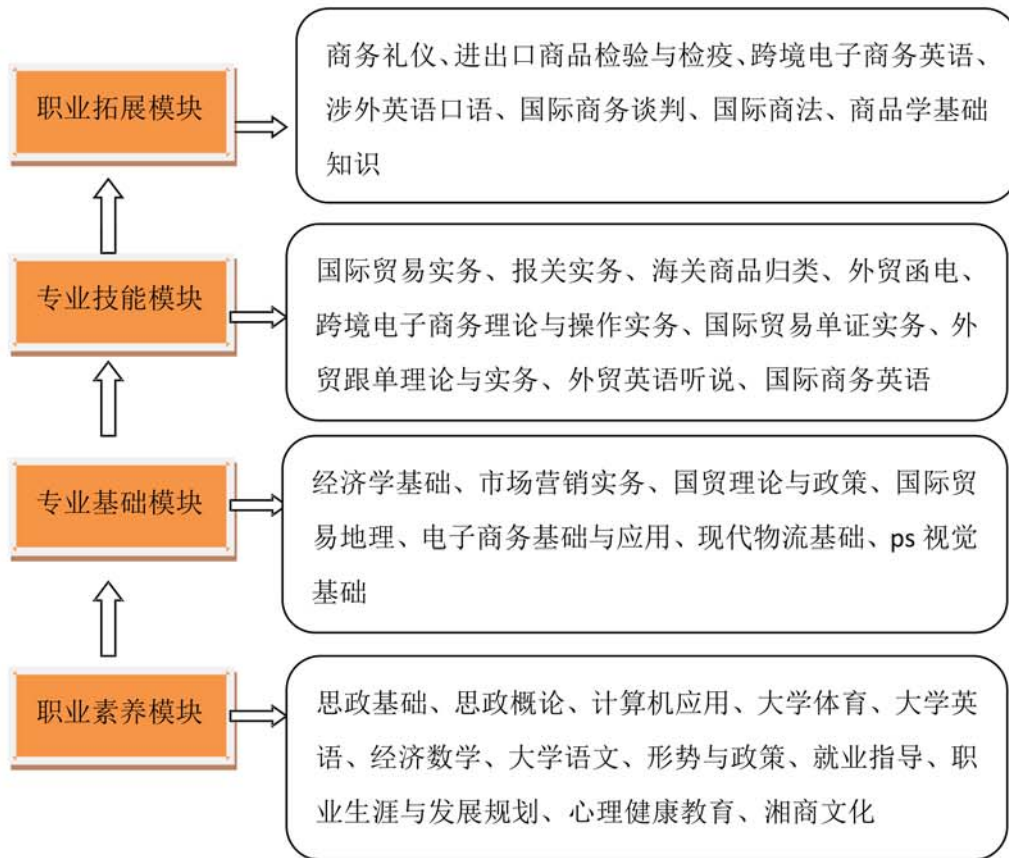 职业拓展模块
商务礼仪、进出口商品检验与检疫、跨境电子商务英语、
涉外英语口语、国际商务谈判、国际商法、商品学基础
知识
专业技能模块
国际贸易实务、报关实务、海关商品归类、外贸函电、
跨境电子商务理论与操作实务、国际贸易单证实务、外
贸跟单理论与实务、外贸英语听说、国际商务英语
专业基础模块
经济学基础、市场营销实务、国贸理论与政策、国际贸
易地理、电子商务基础与应用、现代物流基础、ps 视觉
基础
职业素养模块
思政基础、思政概论、计算机应用、大学体育、大学英
语、经济数学、大学语文、形势与政策、就业指导、职
业生涯与发展规划、心理健康教育、湘商文化